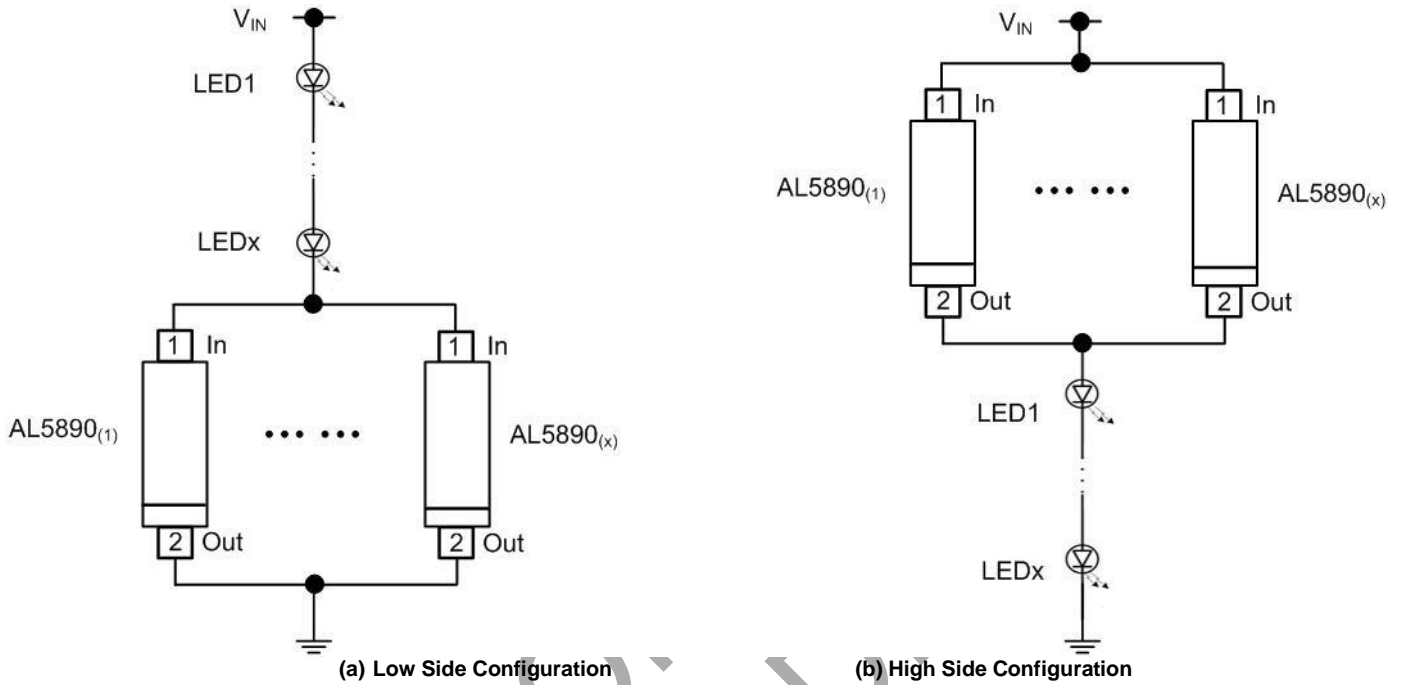 V_IN
LED1
LEDx
1 In
1 In
AL5890(1)
AL5890(x)
2 Out
2 Out
(a) Low Side Configuration
V_IN
1 In
1 In
AL5890(1)
AL5890(x)
2 Out
2 Out
LED1
LEDx
(b) High Side Configuration